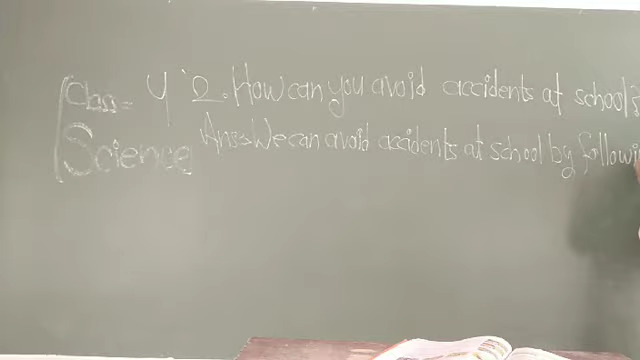 Class = 4 2. How can you avoid accidents at school?
Science Ans:- We can avoid accidents at school by followi